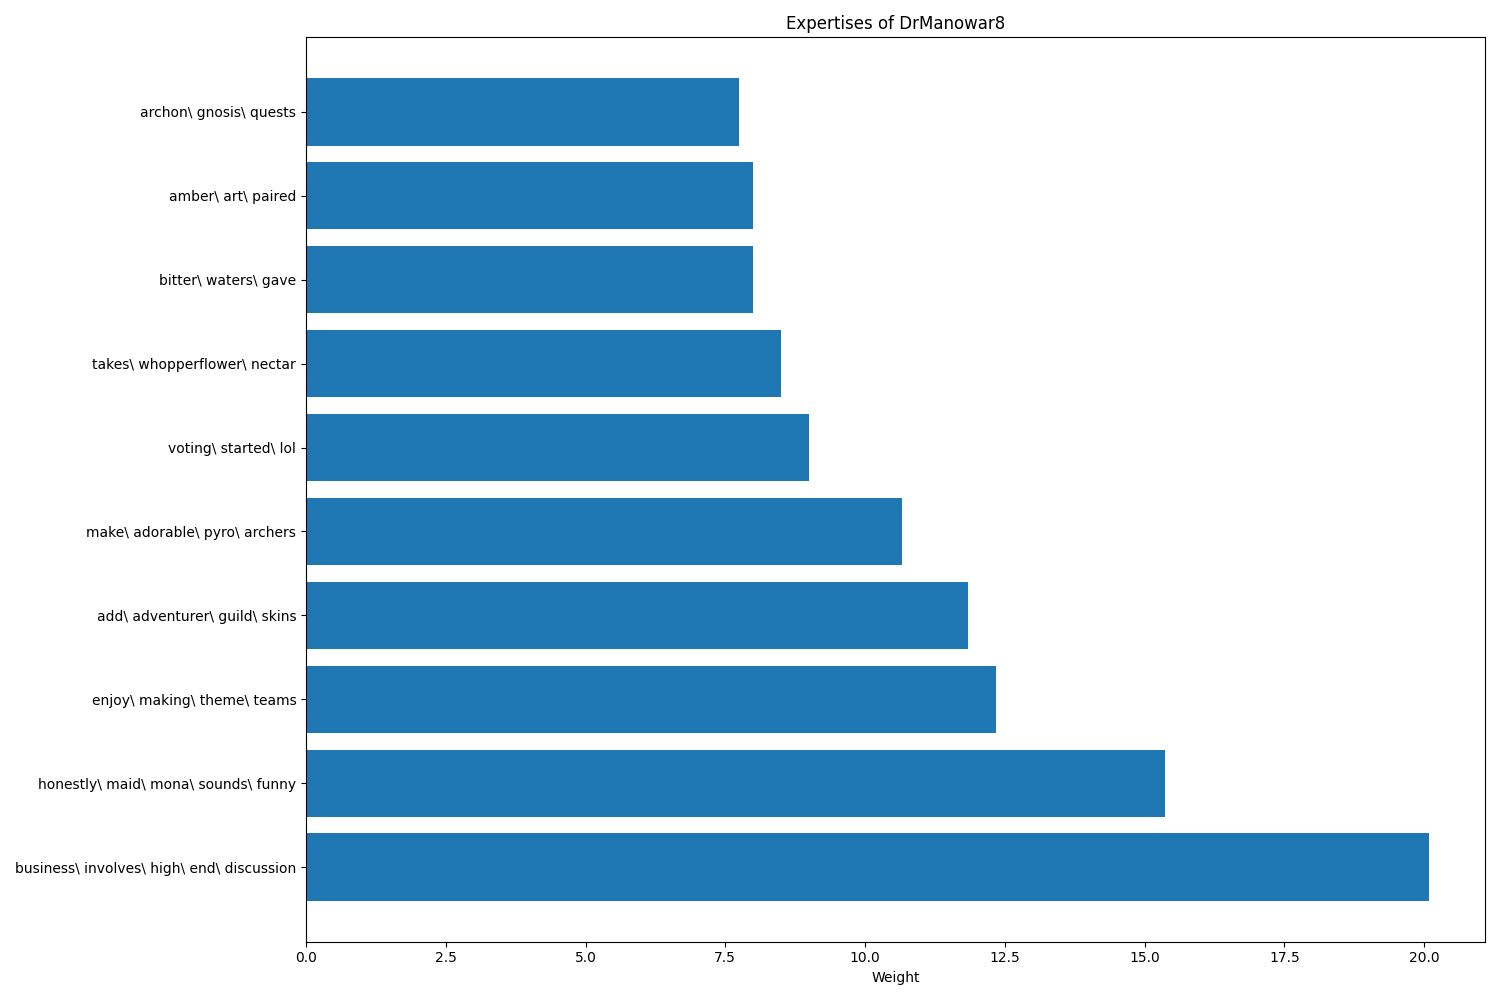 Expertises of DrManowar8
archon\ gnosis\ quests
amber\ art\ paired
bitter\ waters\ gave
takes\ whopperflower\ nectar
voting\ started\ lol
make\ adorable\ pyro\ archers
add\ adventurer\ guild\ skins
enjoy\ making\ theme\ teams
honestly\ maid\ mona\ sounds\ funny
business\ involves\ high\ end\ discussion
0.0 2.5 5.0 7.5 10.0 12.5 15.0 17.5 20.0
Weight